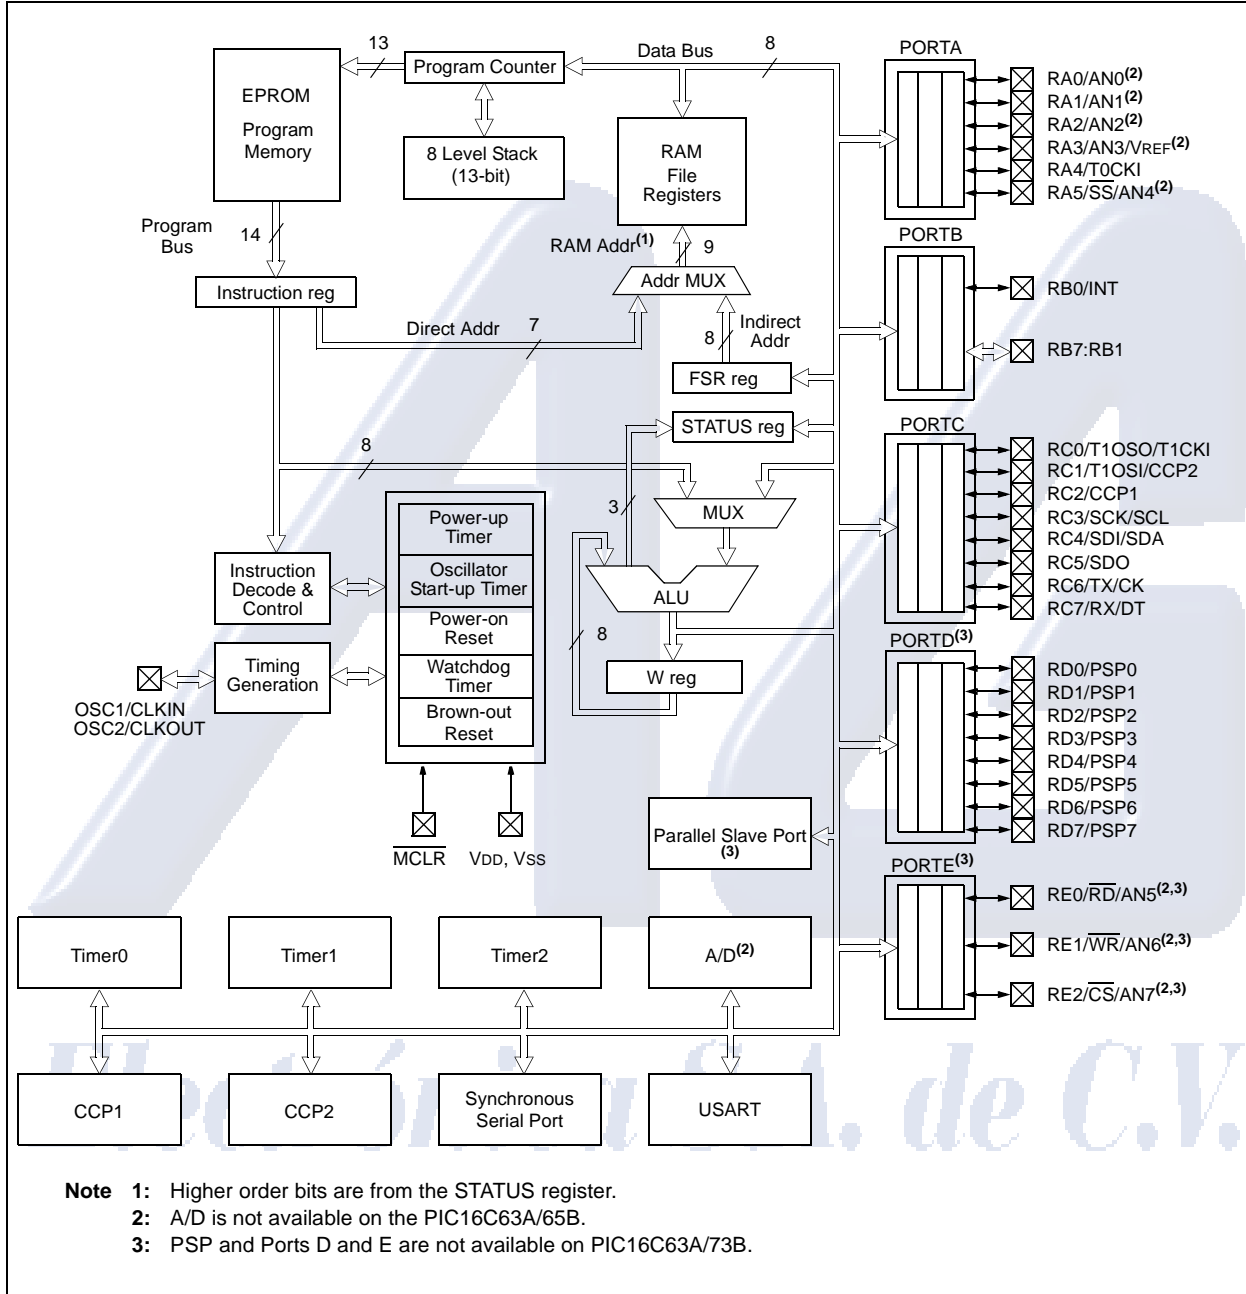 13
Data Bus
8
PORTA
EPROM
Program
Memory
Program Counter
8 Level Stack
(13-bit)
RAM
File
Registers
RA0/AN0(2)
RA1/AN1(2)
RA2/AN2(2)
RA3/AN3/VREF(2)
RA4/T0CKI
RA5/SS/AN4(2)
Program
Bus
14
RAM Addr(1)
9
PORTB
Instruction reg
Addr MUX
RB0/INT
Direct Addr
7
8
Indirect
Addr
RB7:RB1
FSR reg
STATUS reg
PORTC
8
RC0/T1OSO/T1CKI
RC1/T1OSI/CCP2
RC2/CCP1
RC3/SCK/SCL
RC4/SDI/SDA
RC5/SDO
RC6/TX/CK
RC7/RX/DT
3
MUX
Power-up
Timer
Oscillator
Start-up Timer
Power-on
Reset
Watchdog
Timer
Brown-out
Reset
Instruction
Decode &
Control
ALU
8
W reg
Timing
Generation
OSC1/CLKIN
OSC2/CLKOUT
PORTD(3)
RD0/PSP0
RD1/PSP1
RD2/PSP2
RD3/PSP3
RD4/PSP4
RD5/PSP5
RD6/PSP6
RD7/PSP7
MCLR
VDD, VSS
Parallel Slave Port
(3)
PORTE(3)
RE0/RD/AN5(2,3)
RE1/WR/AN6(2,3)
RE2/CS/AN7(2,3)
Timer0
Timer1
Timer2
A/D(2)
Electrónica S.A. de C.V.
CCP1
CCP2
Synchronous
Serial Port
USART
Note 1: Higher order bits are from the STATUS register.
2: A/D is not available on the PIC16C63A/65B.
3: PSP and Ports D and E are not available on PIC16C63A/73B.